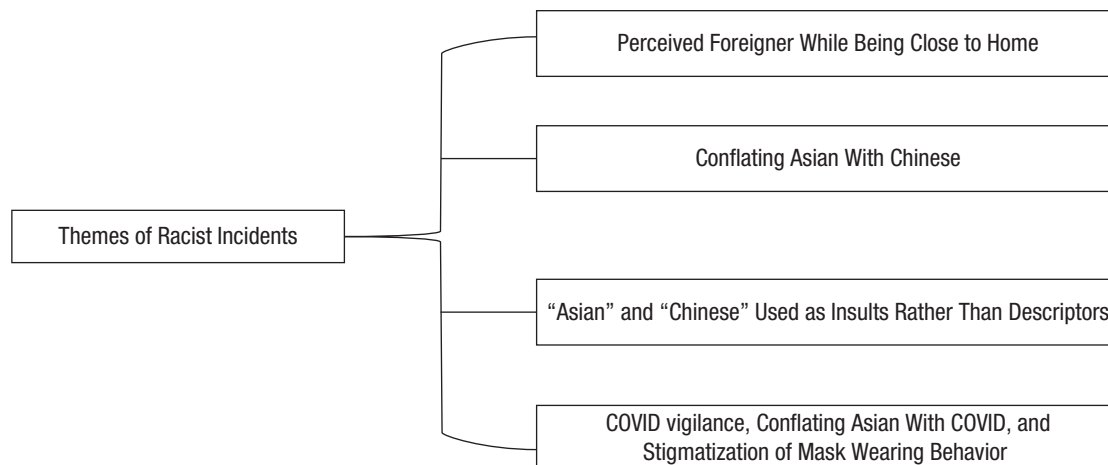 Perceived Foreigner While Being Close to Home
Conflating Asian With Chinese
Themes of Racist Incidents
“Asian” and “Chinese” Used as Insults Rather Than Descriptors
COVID vigilance, Conflating Asian With COVID, and
Stigmatization of Mask Wearing Behavior